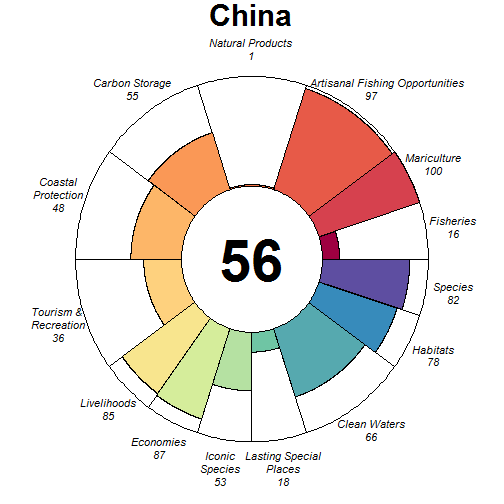 China
Natural Products
1
Carbon Storage
55
Artisanal Fishing Opportunities
97
Mariculture
100
Coastal
Protection
48
Fisheries
16
56
Species
82
Tourism &
Recreation
36
Habitats
78
Livelihoods
85
Clean Waters
66
Economies
87
Iconic
Species
53
Lasting Special
Places
18